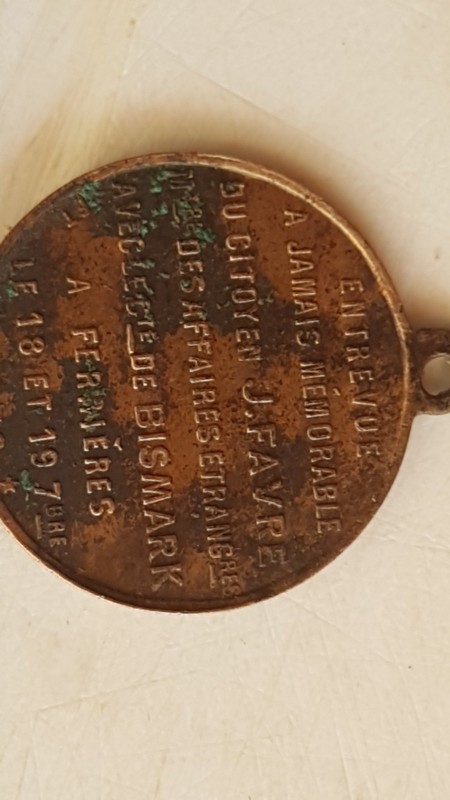 ENTREVUE
A JAMAIS MÉMORABLE
DU CITOYEN J. FAVRE
MTRE DES AFFAIRES ETRANGRES
AVEC LE CTE DE BISMARK
A FERRIÈRES
LE 18 ET 19 7BRE